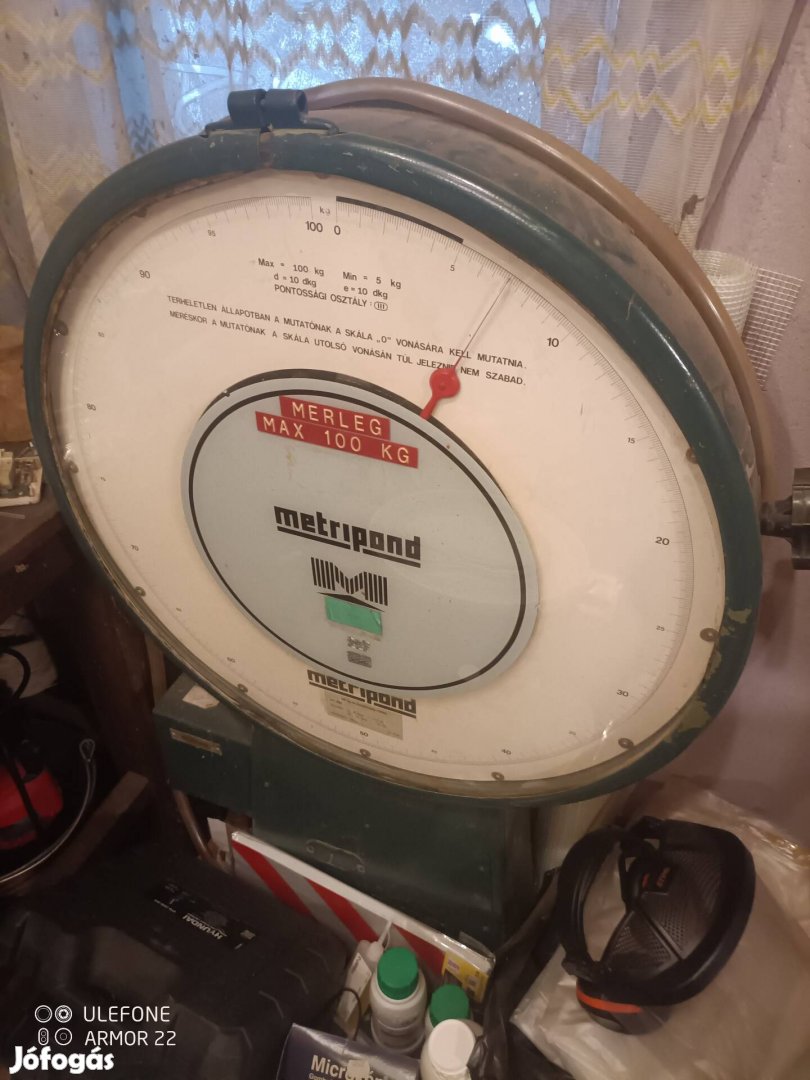 kg
100 0
95
5
90
10
Max = 100 kg Min = 5 kg
d = 10 dkg e = 10 dkg
PONTOSSÁGI OSZTÁLY: III
TERHELETLEN ÁLLAPOTBAN A MUTATÓNAK A SKÁLA „0" VONÁSÁRA KELL MUTATNIA.
MÉRÉSKOR A MUTATÓNAK A SKÁLA UTOLSÓ VONÁSÁN TÚL JELEZNIE NEM SZABAD.
80
15
MERLEG
MAX 100 KG
metripond
20
70
25
60
30
metripond
50
40
HYUNDAI
ULEFONE
ARMOR 22
Jófogás